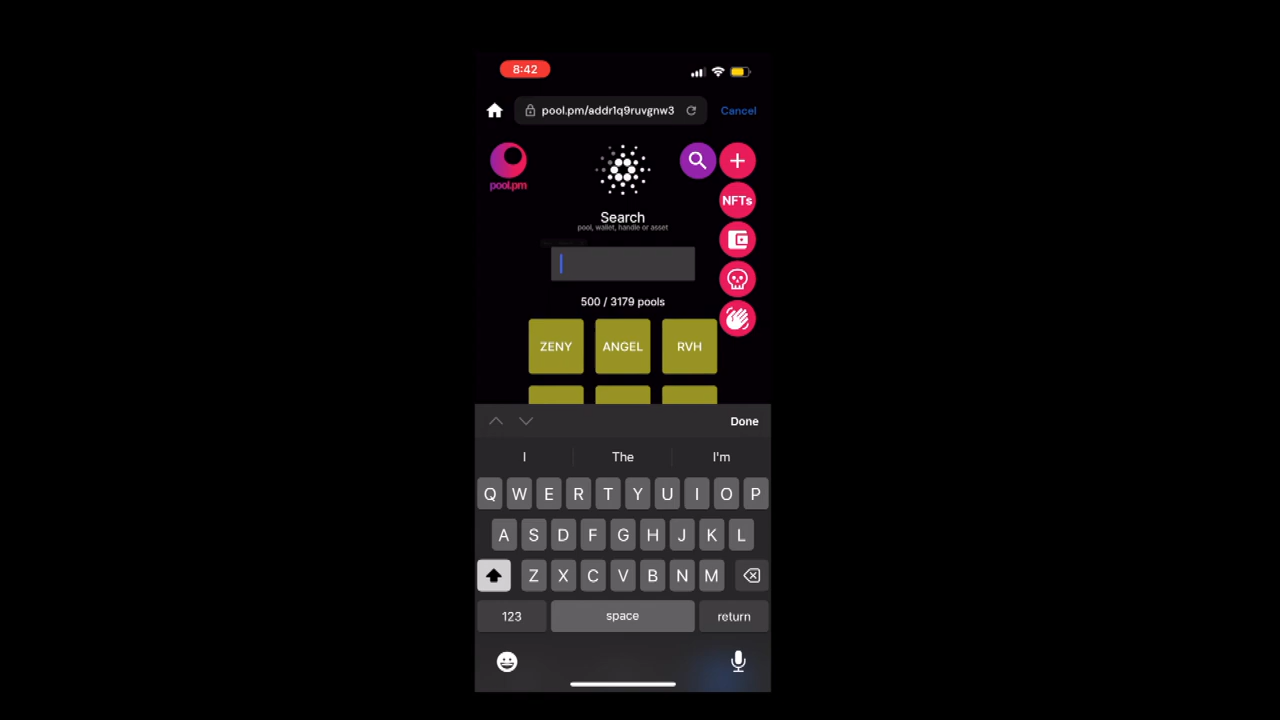 8:42
pool.pm/addr1q9ruvgnw3
Cancel
pool.pm
Search
pool, wallet, handle or asset
NFTs
500 / 3179 pools
ZENY ANGEL RVH
Done
I The I'm
Q W E R T Y U I O P
A S D F G H J K L
Z X C V B N M
123 space return